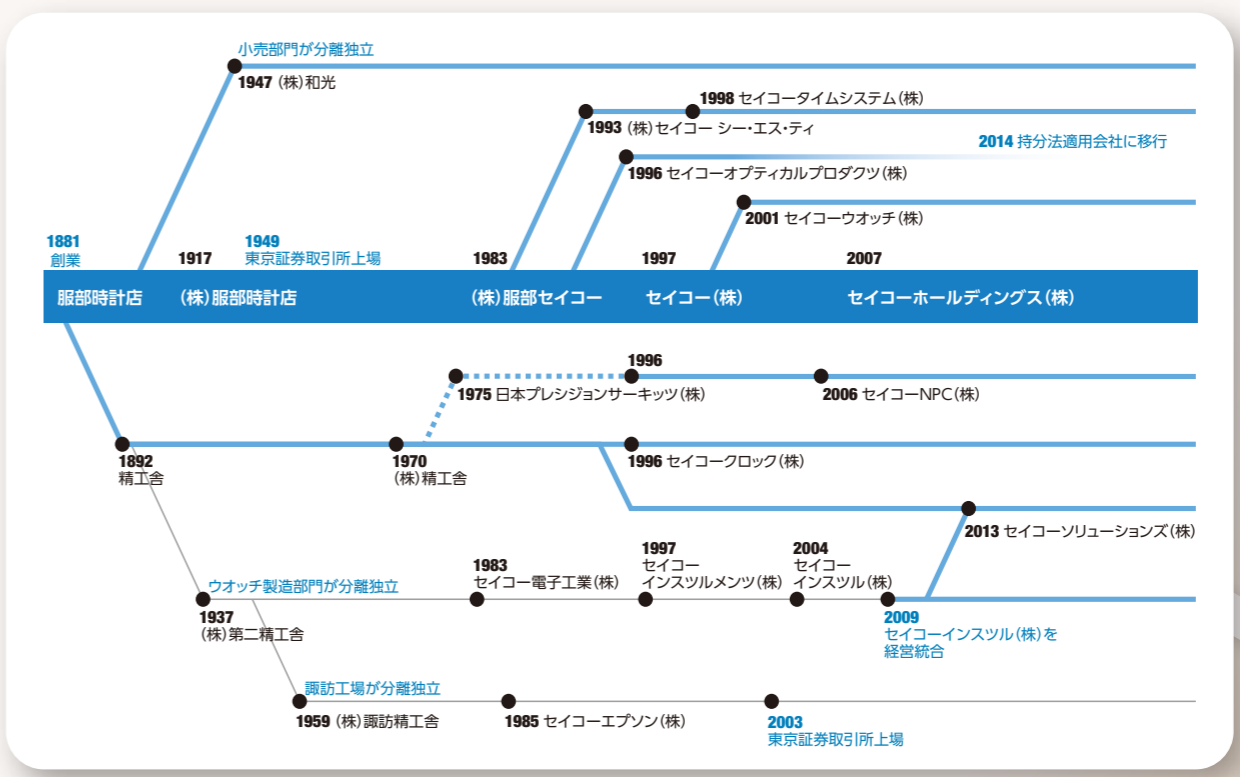 小売部門が分離独立
1947 (株)和光
1998 セイコータイムシステム(株)
1993 (株)セイコー シー・エス・ティ
2014 持分法適用会社に移行
1996 セイコーオプティカルプロダクツ(株)
2001 セイコーウオッチ(株)
1881
創業
1917
1949
東京証券取引所上場
1983
1997
2007
服部時計店
(株)服部時計店
(株)服部セイコー
セイコー(株)
セイコーホールディングス(株)
1996
1975 日本プレシジョンサーキッツ(株)
2006 セイコーNPC(株)
1892
精工舎
1970
(株)精工舎
1996 セイコークロック(株)
2013 セイコーソリューションズ(株)
ウオッチ製造部門が分離独立
1937
(株)第二精工舎
1983
セイコー電子工業(株)
1997
セイコー
インスツルメンツ(株)
2004
セイコー
インスツル(株)
2009
セイコーインスツル(株)を
経営統合
諏訪工場が分離独立
1959 (株)諏訪精工舎
1985 セイコーエプソン(株)
2003
東京証券取引所上場